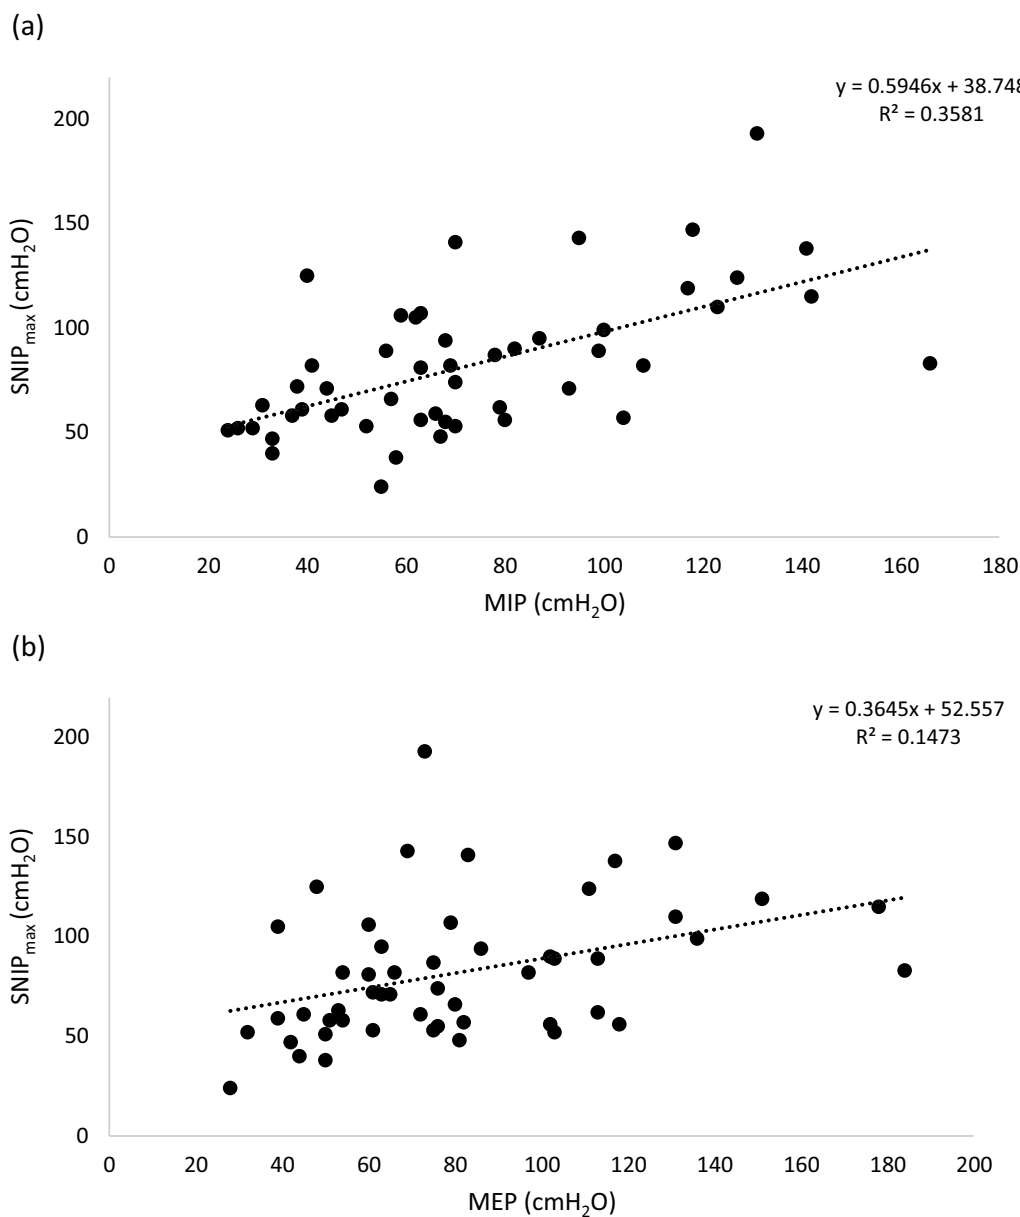 (a)
y = 0.5946x + 38.748
R² = 0.3581
200
150
100
50
0
SNIPmax (cmH₂O)
0 20 40 60 80 100 120 140 160 180
MIP (cmH₂O)
(b)
y = 0.3645x + 52.557
R² = 0.1473
200
150
100
50
0
SNIPmax (cmH₂O)
0 20 40 60 80 100 120 140 160 180 200
MEP (cmH₂O)